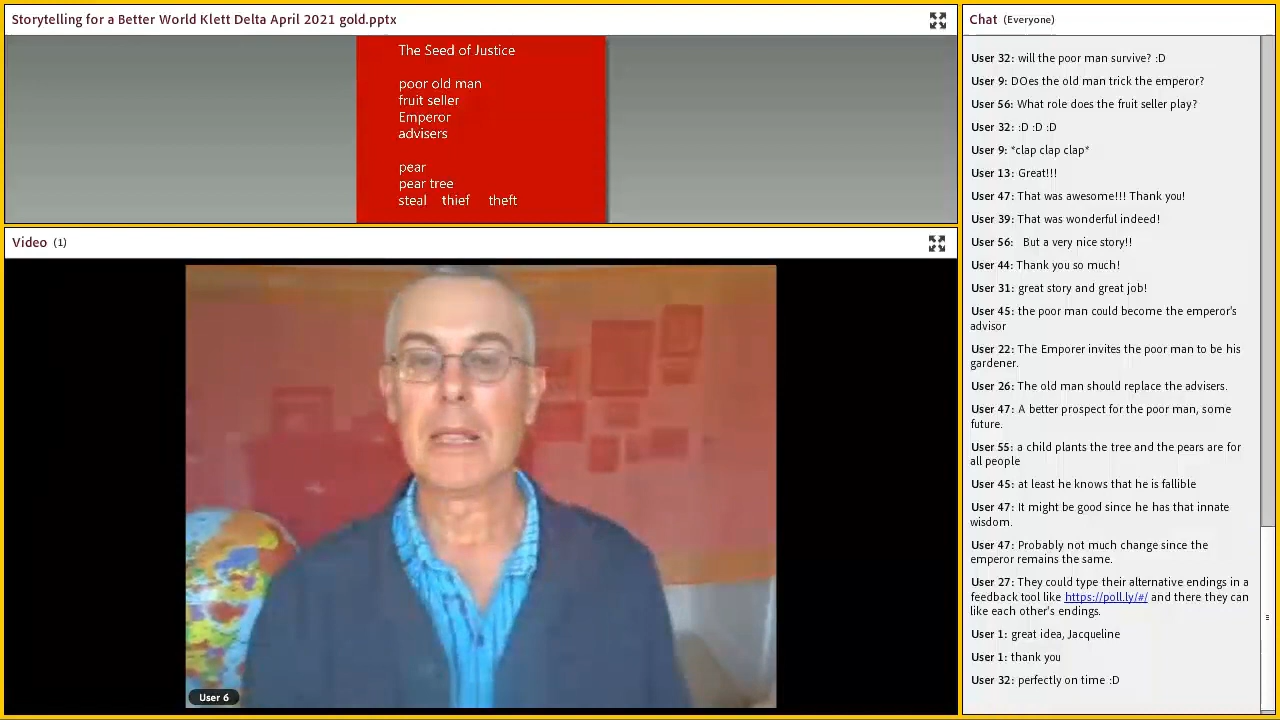 Storytelling for a Better World Klett Delta April 2021 gold.pptx
The Seed of Justice
poor old man
fruit seller
Emperor
advisers
pear
pear tree
steal thief theft
Video (1)
User 6
Chat (Everyone)
User 32: will the poor man survive? :D
User 9: DOes the old man trick the emperor?
User 56: What role does the fruit seller play?
User 32: :D :D :D
User 9: *clap clap clap*
User 13: Great!!!
User 47: That was awesome!!! Thank you!
User 39: That was wonderful indeed!
User 56: But a very nice story!!
User 44: Thank you so much!
User 31: great story and great job!
User 45: the poor man could become the emperor's
advisor
User 22: The Emporer invites the poor man to be his
gardener.
User 26: The old man should replace the advisers.
User 47: A better prospect for the poor man, some
future.
User 55: a child plants the tree and the pears are for
all people
User 45: at least he knows that he is fallible
User 47: It might be good since he has that innate
wisdom.
User 47: Probably not much change since the
emperor remains the same.
User 27: They could type their alternative endings in a
feedback tool like https://poll.ly/#/ and there they can
like each other's endings.
User 1: great idea, Jacqueline
User 1: thank you
User 32: perfectly on time :D